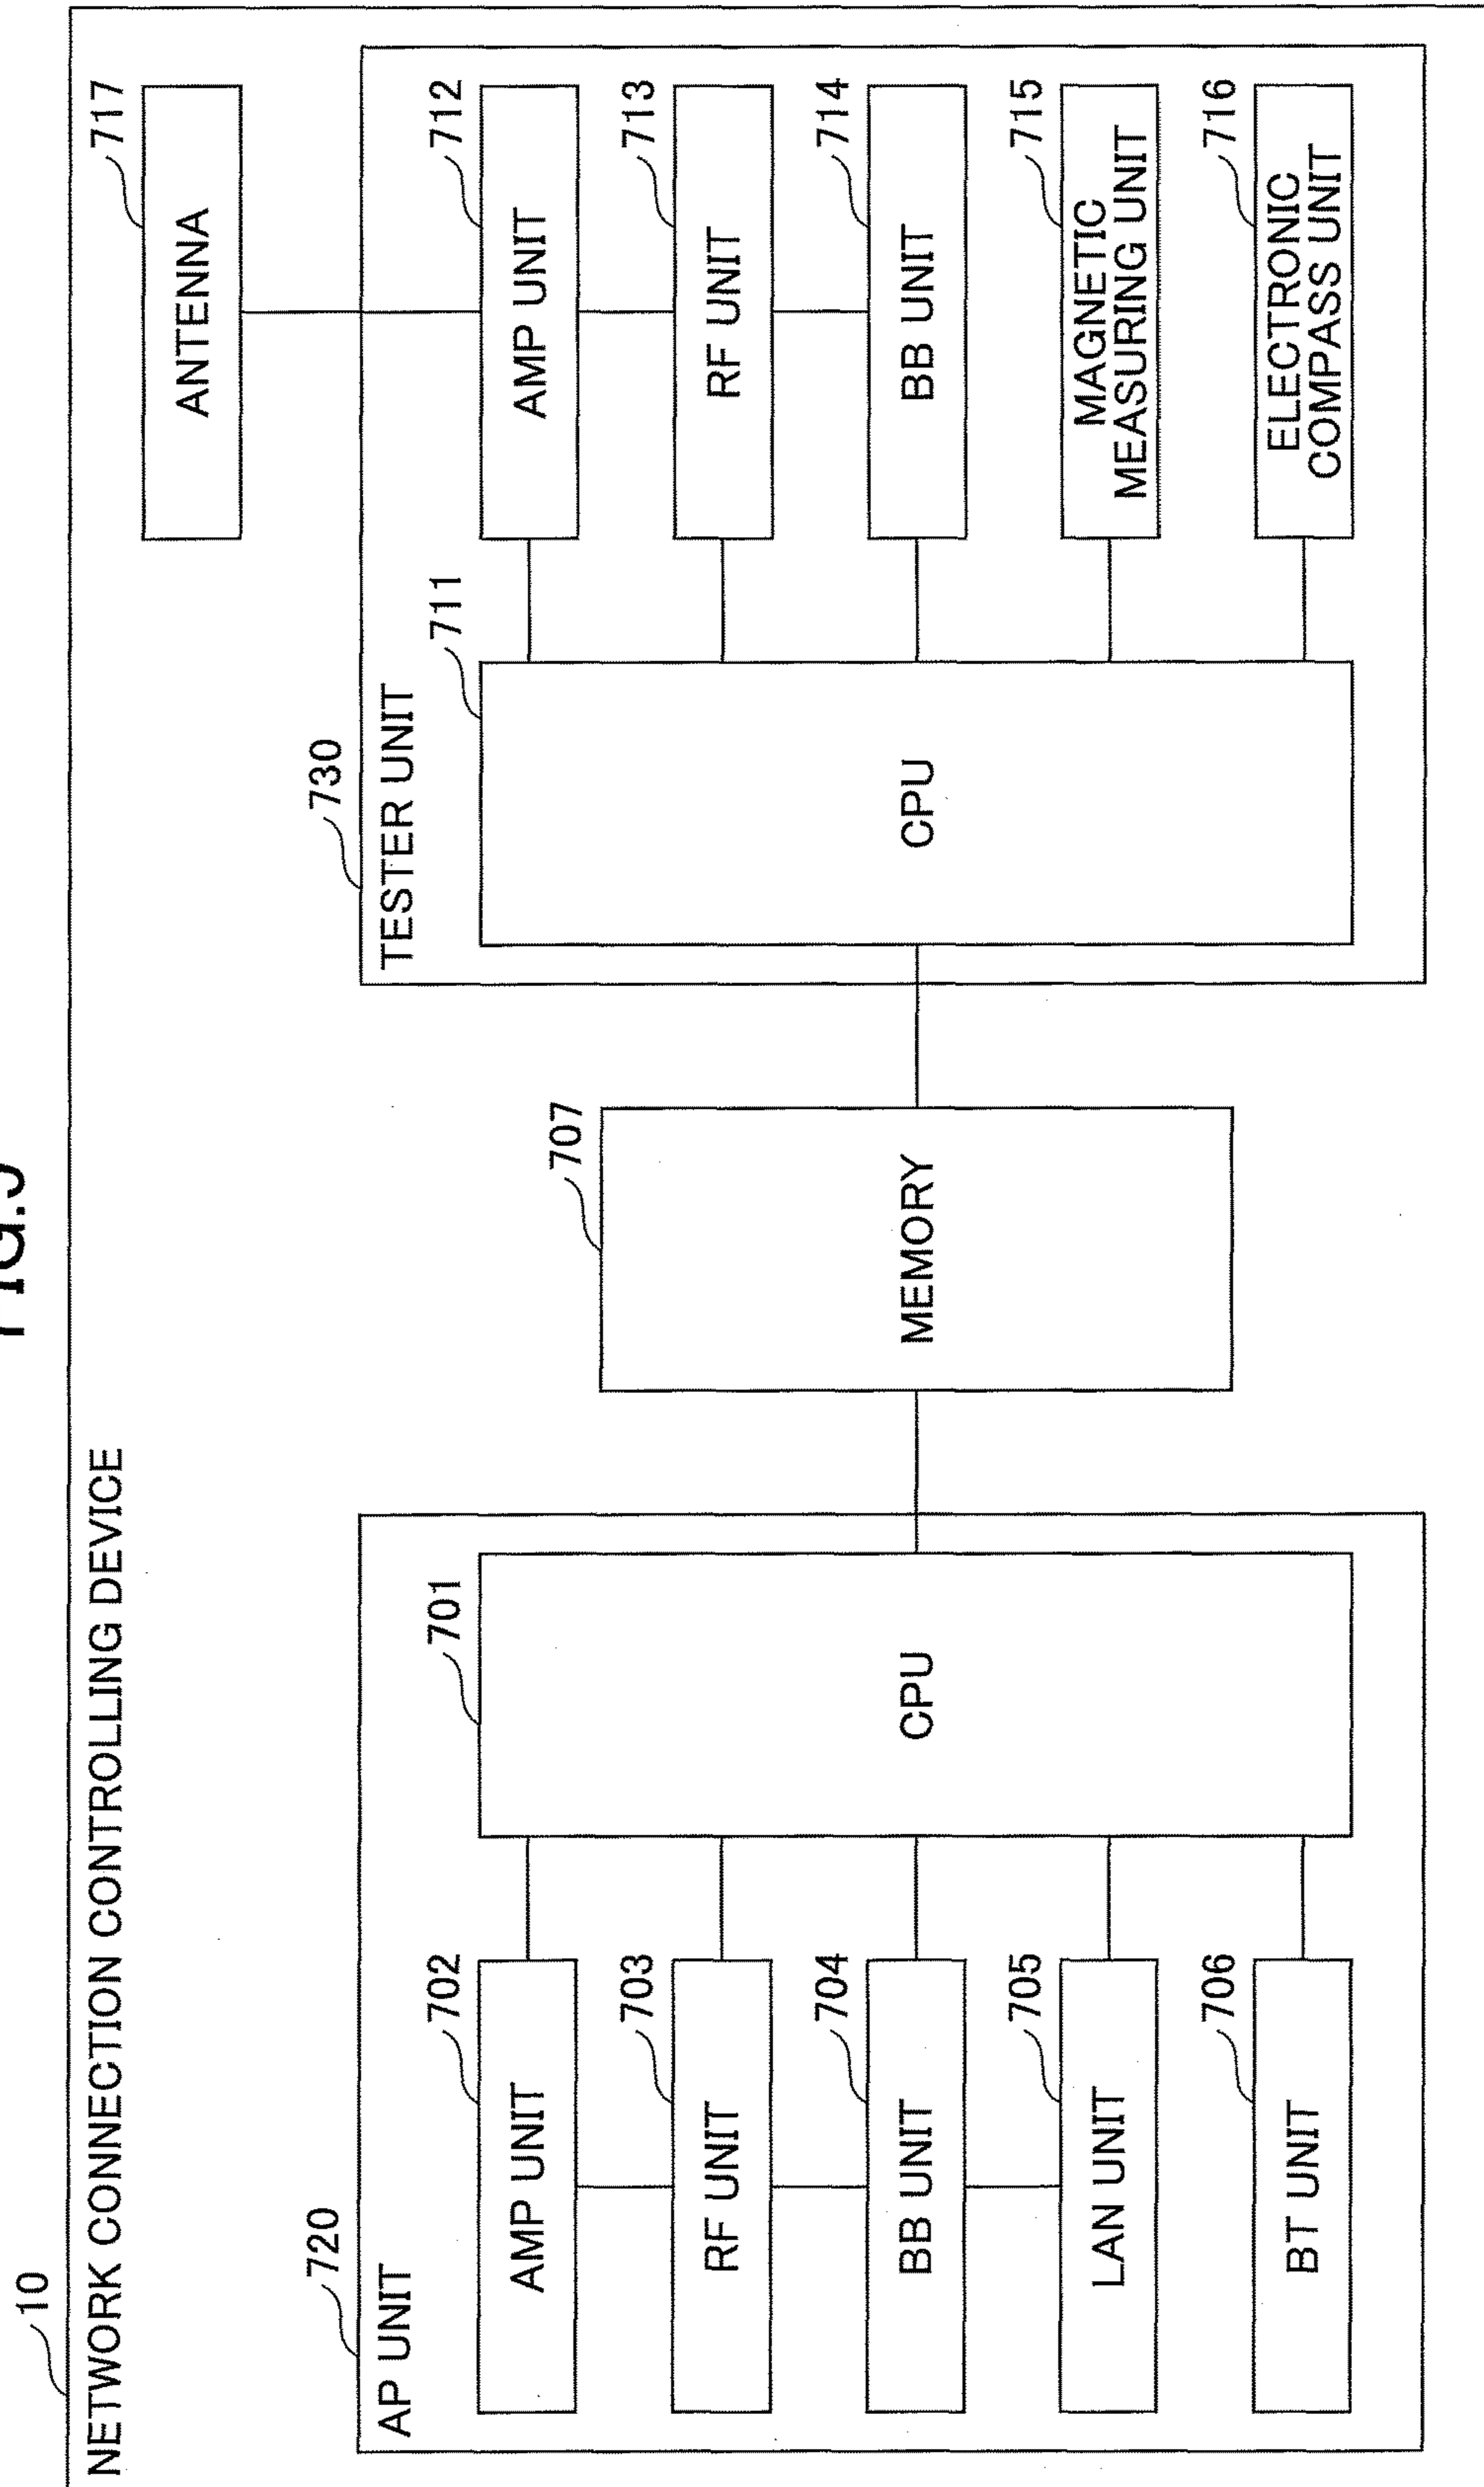 10
NETWORK CONNECTION CONTROLLING DEVICE
717
ANTENNA
720
AP UNIT
702
AMP UNIT
703
RF UNIT
704
BB UNIT
705
LAN UNIT
706
BT UNIT
701
CPU
707
MEMORY
730
TESTER UNIT
711
CPU
712
AMP UNIT
713
RF UNIT
714
BB UNIT
715
MAGNETIC
MEASURING UNIT
716
ELECTRONIC
COMPASS UNIT